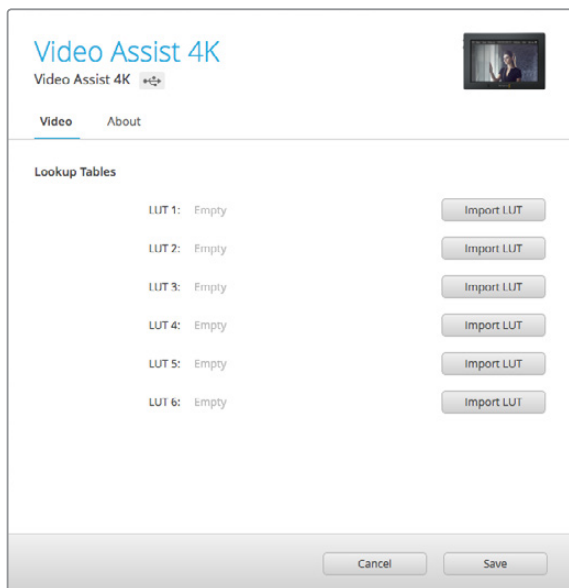 Video Assist 4K
Video Assist 4K
Video About
Lookup Tables
LUT 1: Empty Import LUT
LUT 2: Empty Import LUT
LUT 3: Empty Import LUT
LUT 4: Empty Import LUT
LUT 5: Empty Import LUT
LUT 6: Empty Import LUT
Cancel Save